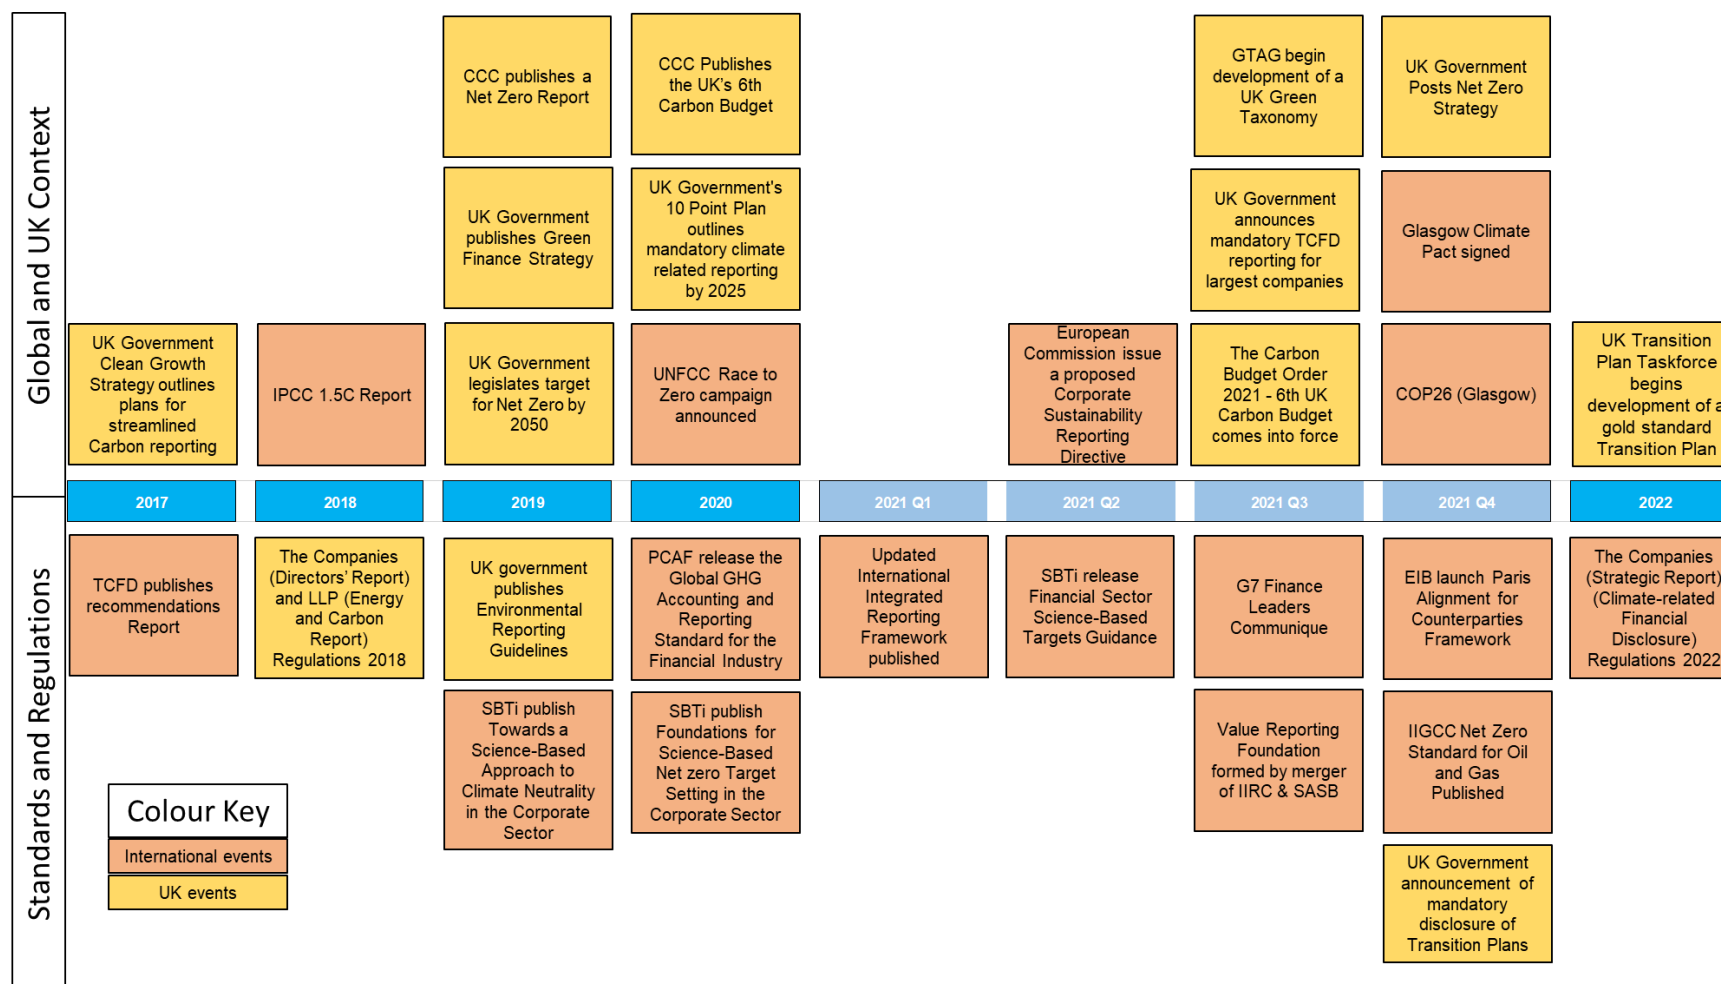 Global and UK Context
CCC publishes a
Net Zero Report
CCC Publishes
the UK's 6th
Carbon Budget
GTAG begin
development of a
UK Green
Taxonomy
UK Government
Posts Net Zero
Strategy
UK Government
publishes Green
Finance Strategy
UK Government's
10 Point Plan
outlines
mandatory climate
related reporting
by 2025
UK Government
announces
mandatory TCFD
reporting for
largest companies
Glasgow Climate
Pact signed
UK Government
Clean Growth
Strategy outlines
plans for
streamlined
Carbon reporting
IPCC 1.5C Report
UK Government
legislates target
for Net Zero by
2050
UNFCC Race to
Zero campaign
announced
European
Commission issue
a proposed
Corporate
Sustainability
Reporting
Directive
The Carbon
Budget Order
2021 - 6th UK
Carbon Budget
comes into force
COP26 (Glasgow)
UK Transition
Plan Taskforce
begins
development of a
gold standard
Transition Plan
2017
2018
2019
2020
2021 Q1
2021 Q2
2021 Q3
2021 Q4
2022
Standards and Regulations
TCFD publishes
recommendations
Report
The Companies
(Directors' Report)
and LLP (Energy
and Carbon
Report)
Regulations 2018
UK government
publishes
Environmental
Reporting
Guidelines
PCAF release the
Global GHG
Accounting and
Reporting
Standard for the
Financial Industry
Updated
International
Integrated
Reporting
Framework
published
SBTi release
Financial Sector
Science-Based
Targets Guidance
G7 Finance
Leaders
Communique
EIB launch Paris
Alignment for
Counterparties
Framework
The Companies
(Strategic Report)
(Climate-related
Financial
Disclosure)
Regulations 2022
SBTi publish
Towards a
Science-Based
Approach to
Climate Neutrality
in the Corporate
Sector
SBTi publish
Foundations for
Science-Based
Net zero Target
Setting in the
Corporate Sector
Value Reporting
Foundation
formed by merger
of IIRC & SASB
IIGCC Net Zero
Standard for Oil
and Gas
Published
UK Government
announcement of
mandatory
disclosure of
Transition Plans
Colour Key
International events
UK events